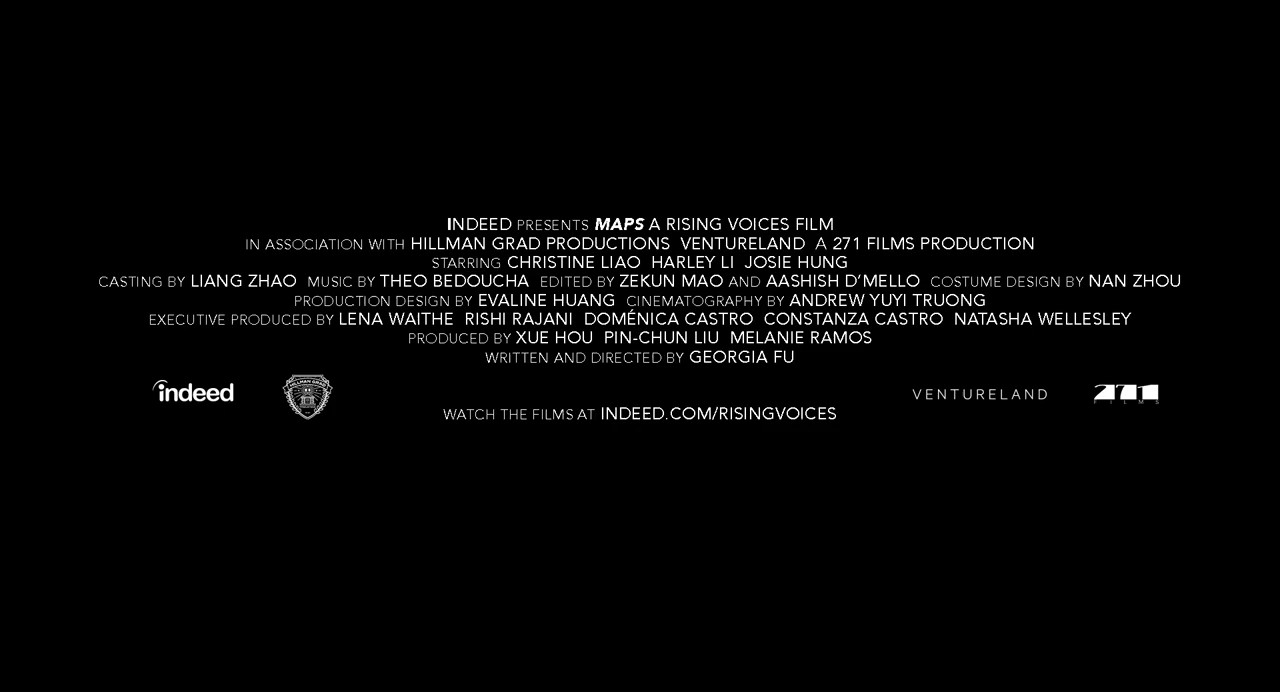 INDEED PRESENTS MAPS A RISING VOICES FILM
IN ASSOCIATION WITH HILLMAN GRAD PRODUCTIONS VENTURELAND A 271 FILMS PRODUCTION
STARRING CHRISTINE LIAO HARLEY LI JOSIE HUNG
CASTING BY LIANG ZHAO MUSIC BY THEO BEDOUCHA EDITED BY ZEKUN MAO AND AASHISH D’MELLO COSTUME DESIGN BY NAN ZHOU
PRODUCTION DESIGN BY EVALINE HUANG CINEMATOGRAPHY BY ANDREW YUYI TRUONG
EXECUTIVE PRODUCED BY LENA WAITHE RISHI RAJANI DOMÉNICA CASTRO CONSTANZA CASTRO NATASHA WELLESLEY
PRODUCED BY XUE HOU PIN-CHUN LIU MELANIE RAMOS
WRITTEN AND DIRECTED BY GEORGIA FU
indeed
HILLMAN GRAD
VENTURELAND
271
FILMS
WATCH THE FILMS AT INDEED.COM/RISINGVOICES